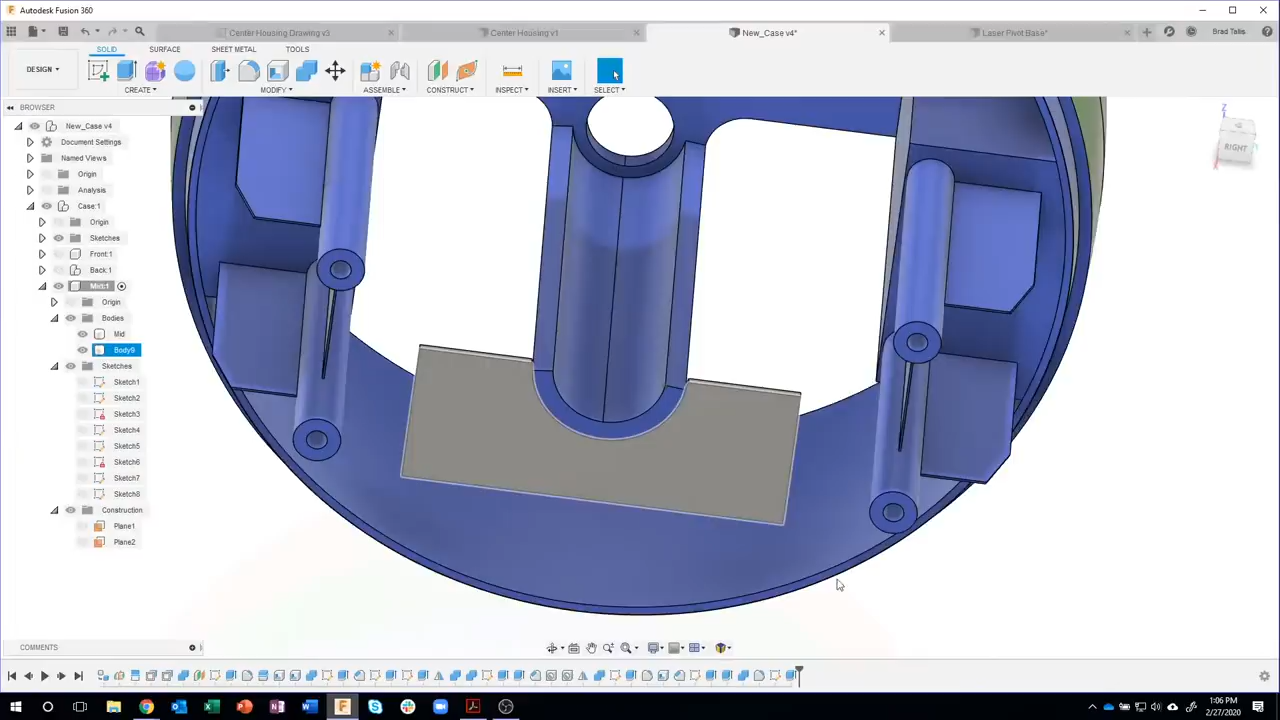 Autodesk Fusion 360
Center Housing Drawing v3
Center Housing v1
New_Case v4*
Laser Pivot Base*
Brad Tallis
SOLID
SURFACE
SHEET METAL
TOOLS
DESIGN
CREATE
MODIFY
ASSEMBLE
CONSTRUCT
INSPECT
INSERT
SELECT
BROWSER
New_Case v4
Document Settings
Named Views
Origin
Analysis
Case:1
Origin
Sketches
Front:1
Back:1
Mid:1
Origin
Bodies
Mid
Body9
Sketches
Sketch1
Sketch2
Sketch3
Sketch4
Sketch5
Sketch6
Sketch7
Sketch8
Construction
Plane1
Plane2
Z
RIGHT
X
COMMENTS
1:06 PM
2/27/2020